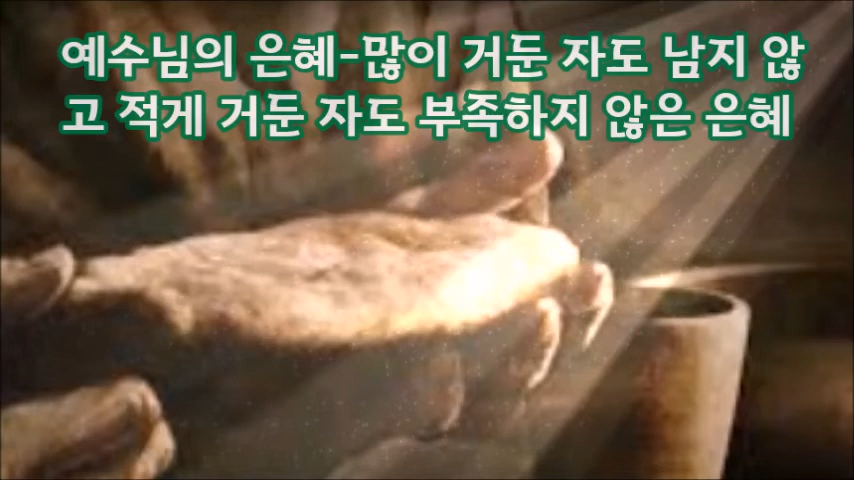 예수님의 은혜-많이 거둔 자도 남지 않
고 적게 거둔 자도 부족하지 않은 은혜